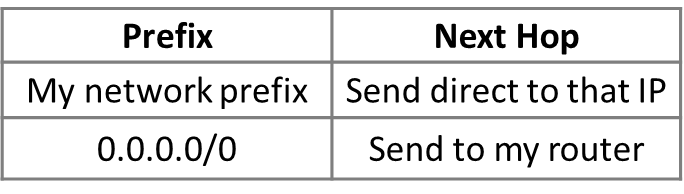 Prefix Next Hop
My network prefix Send direct to that IP
0.0.0.0/0 Send to my router